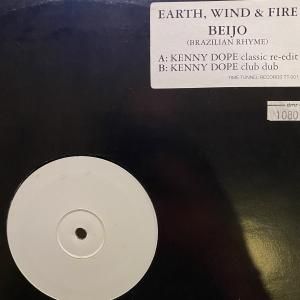 EARTH, WIND & FIRE
BEIJO
(BRAZILIAN RHYME)
A: KENNY DOPE classic re-edit
B: KENNY DOPE club dub
TIME TUNNEL RECORDS TT-001
dmr
1080